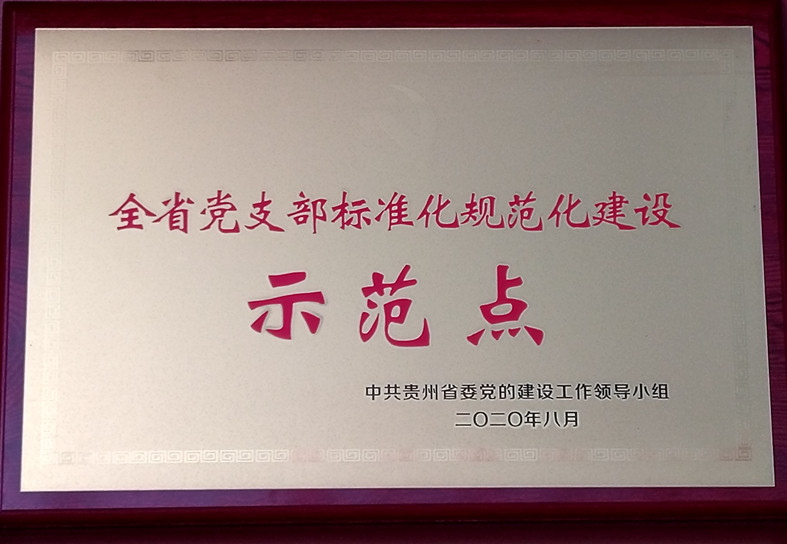 全省党支部标准化规范化建设
示范点
中共贵州省委党的建设工作领导小组
二〇二〇年八月